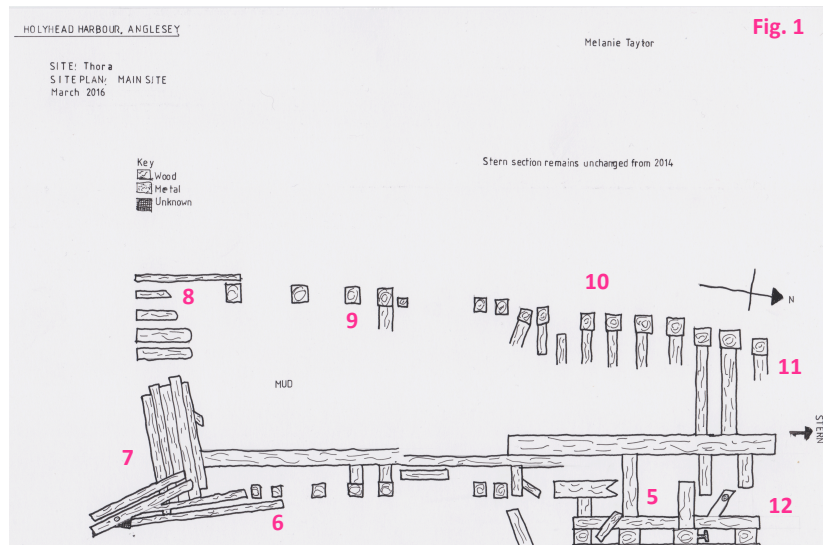 Fig. 1
HOLYHEAD HARBOUR, ANGLESEY
Melanie Taylor
SITE: Thora
SITEPLAN: MAIN SITE
March 2016
Key
Wood
Metal
Unknown
Stern section remains unchanged from 2014
10
8
N
9
11
MUD
STERN
7
5
12
6